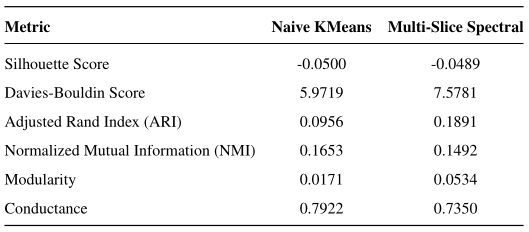 Metric Naive KMeans Multi-Slice Spectral
Silhouette Score -0.0500 -0.0489
Davies-Bouldin Score 5.9719 7.5781
Adjusted Rand Index (ARI) 0.0956 0.1891
Normalized Mutual Information (NMI) 0.1653 0.1492
Modularity 0.0171 0.0534
Conductance 0.7922 0.7350